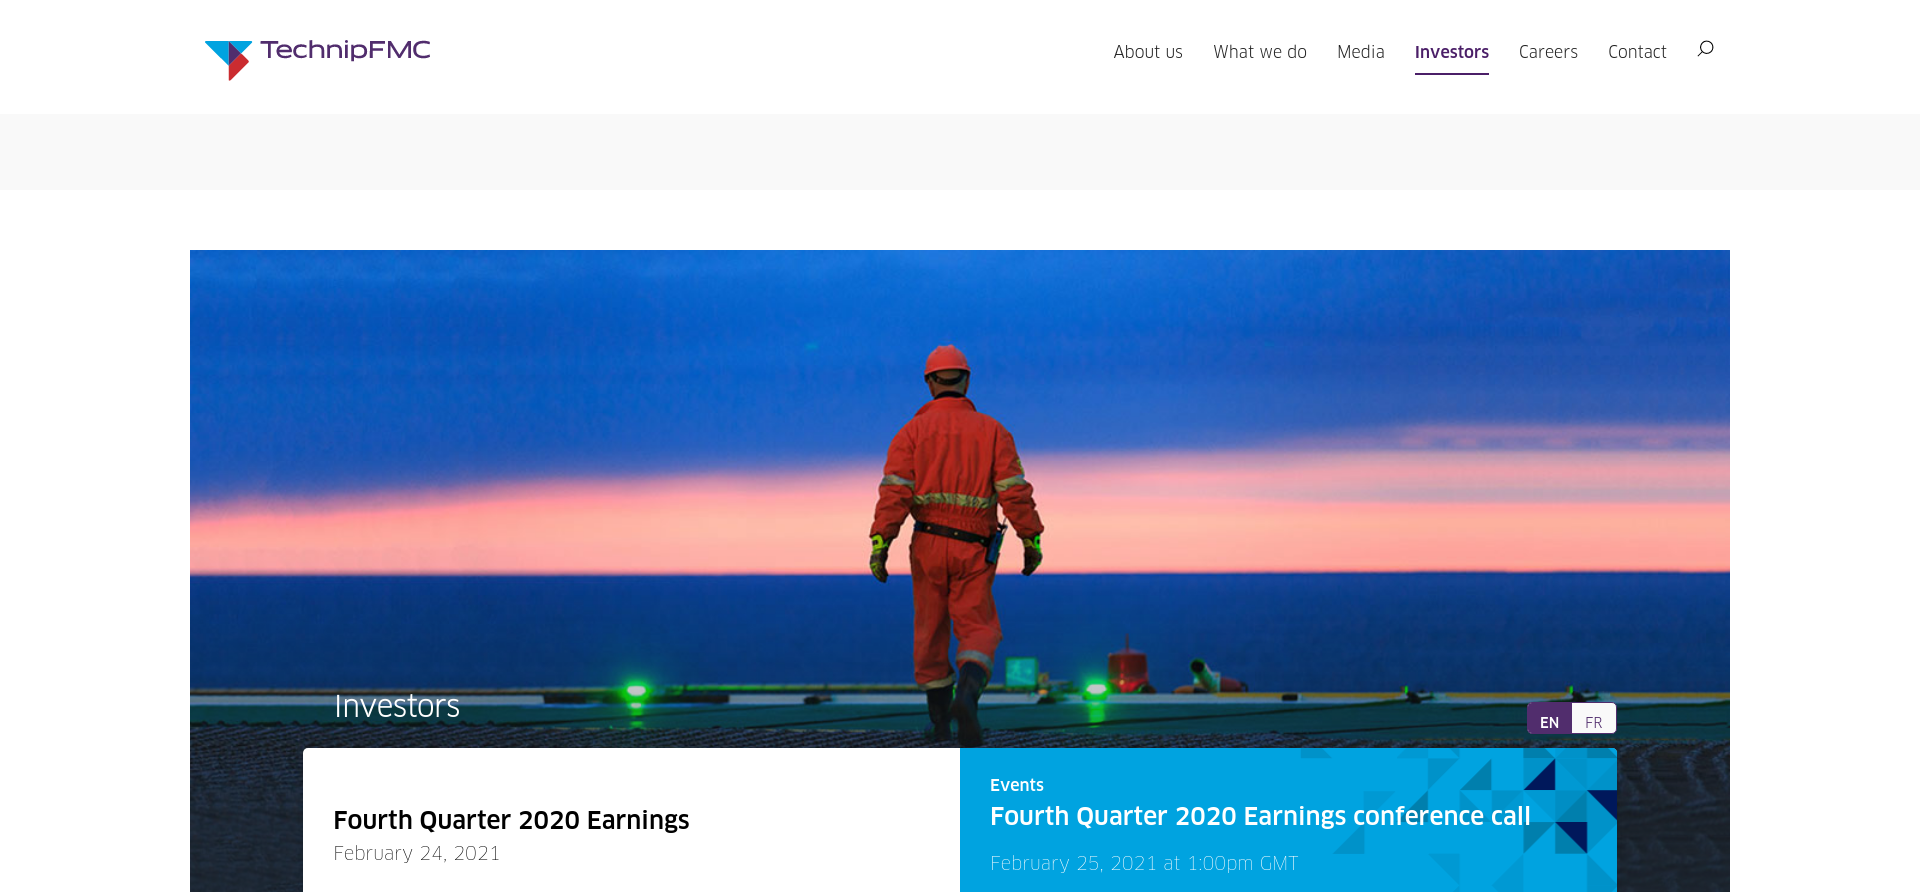 TechnipFMC
About us
What we do
Media
Investors
Careers
Contact
Investors
EN
FR
Fourth Quarter 2020 Earnings
February 24, 2021
Events
Fourth Quarter 2020 Earnings conference call
February 25, 2021 at 1:00pm GMT